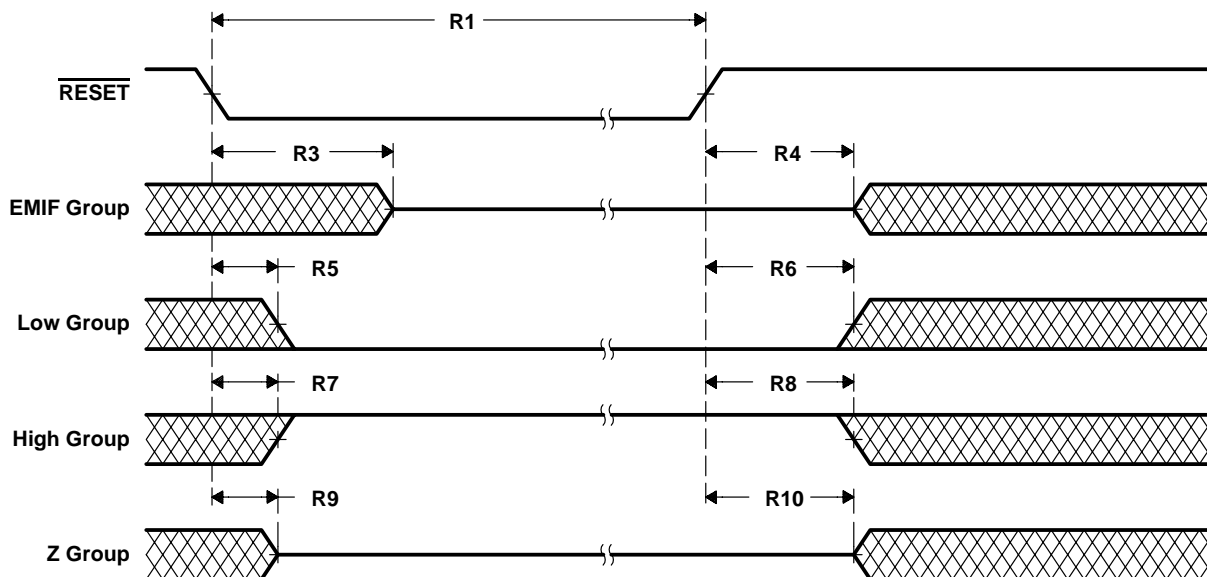 R1
RESET
R3
R4
EMIF Group
R5
R6
Low Group
R7
R8
High Group
R9
R10
Z Group